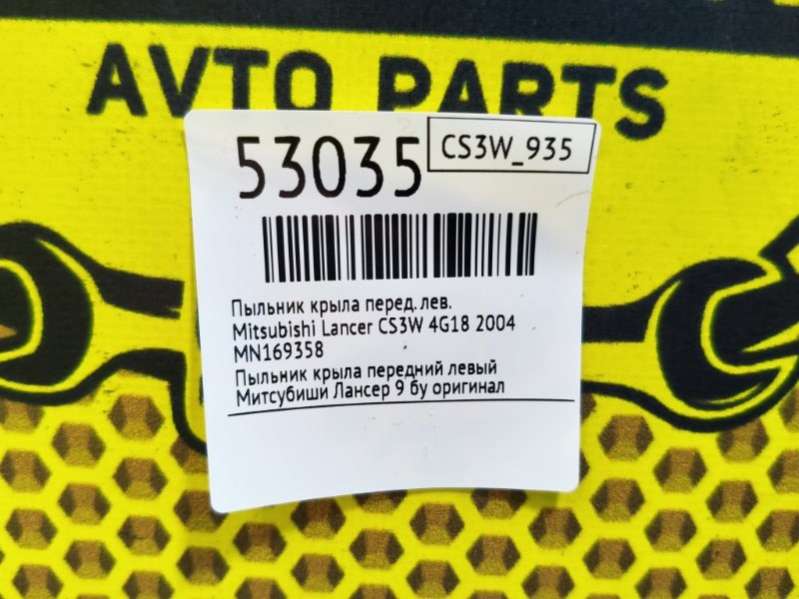 AVTO PARTS
53035
CS3W_935
Пыльник крыла перед. лев.
Mitsubishi Lancer CS3W 4G18 2004
MN169358
Пыльник крыла передний левый
Митсубиши Лансер 9 бу оригинал